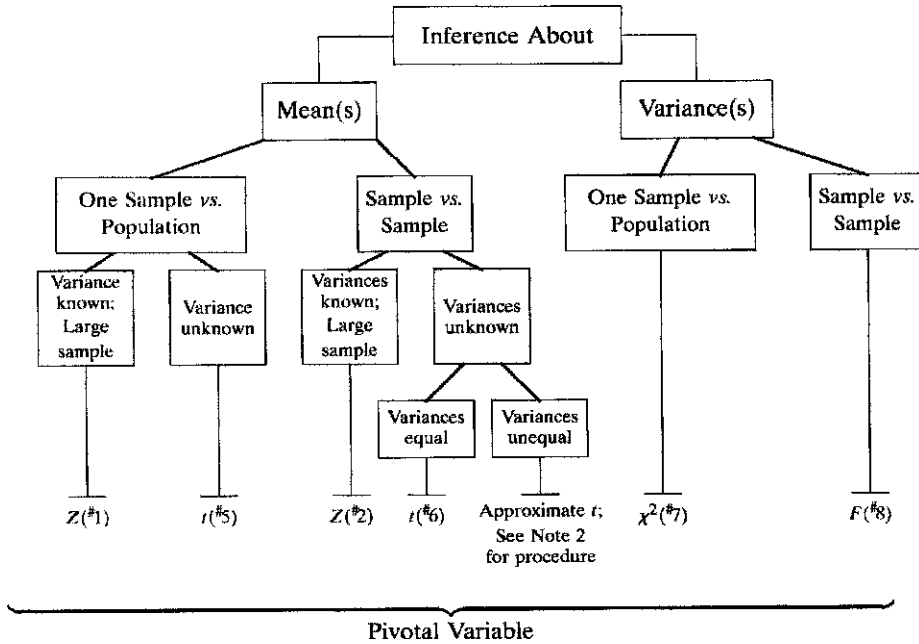 Inference About
Mean(s)
Variance(s)
One Sample vs.
Population
Sample vs.
Sample
One Sample vs.
Population
Sample vs.
Sample
Variance
known;
Large
sample
Variance
unknown
Variances
known;
Large
sample
Variances
unknown
Variances
equal
Variances
unequal
Z(#1)
t(#5)
Z(#2)
t(#6)
Approximate t;
See Note 2
for procedure
χ²(#7)
F(#8)
Pivotal Variable